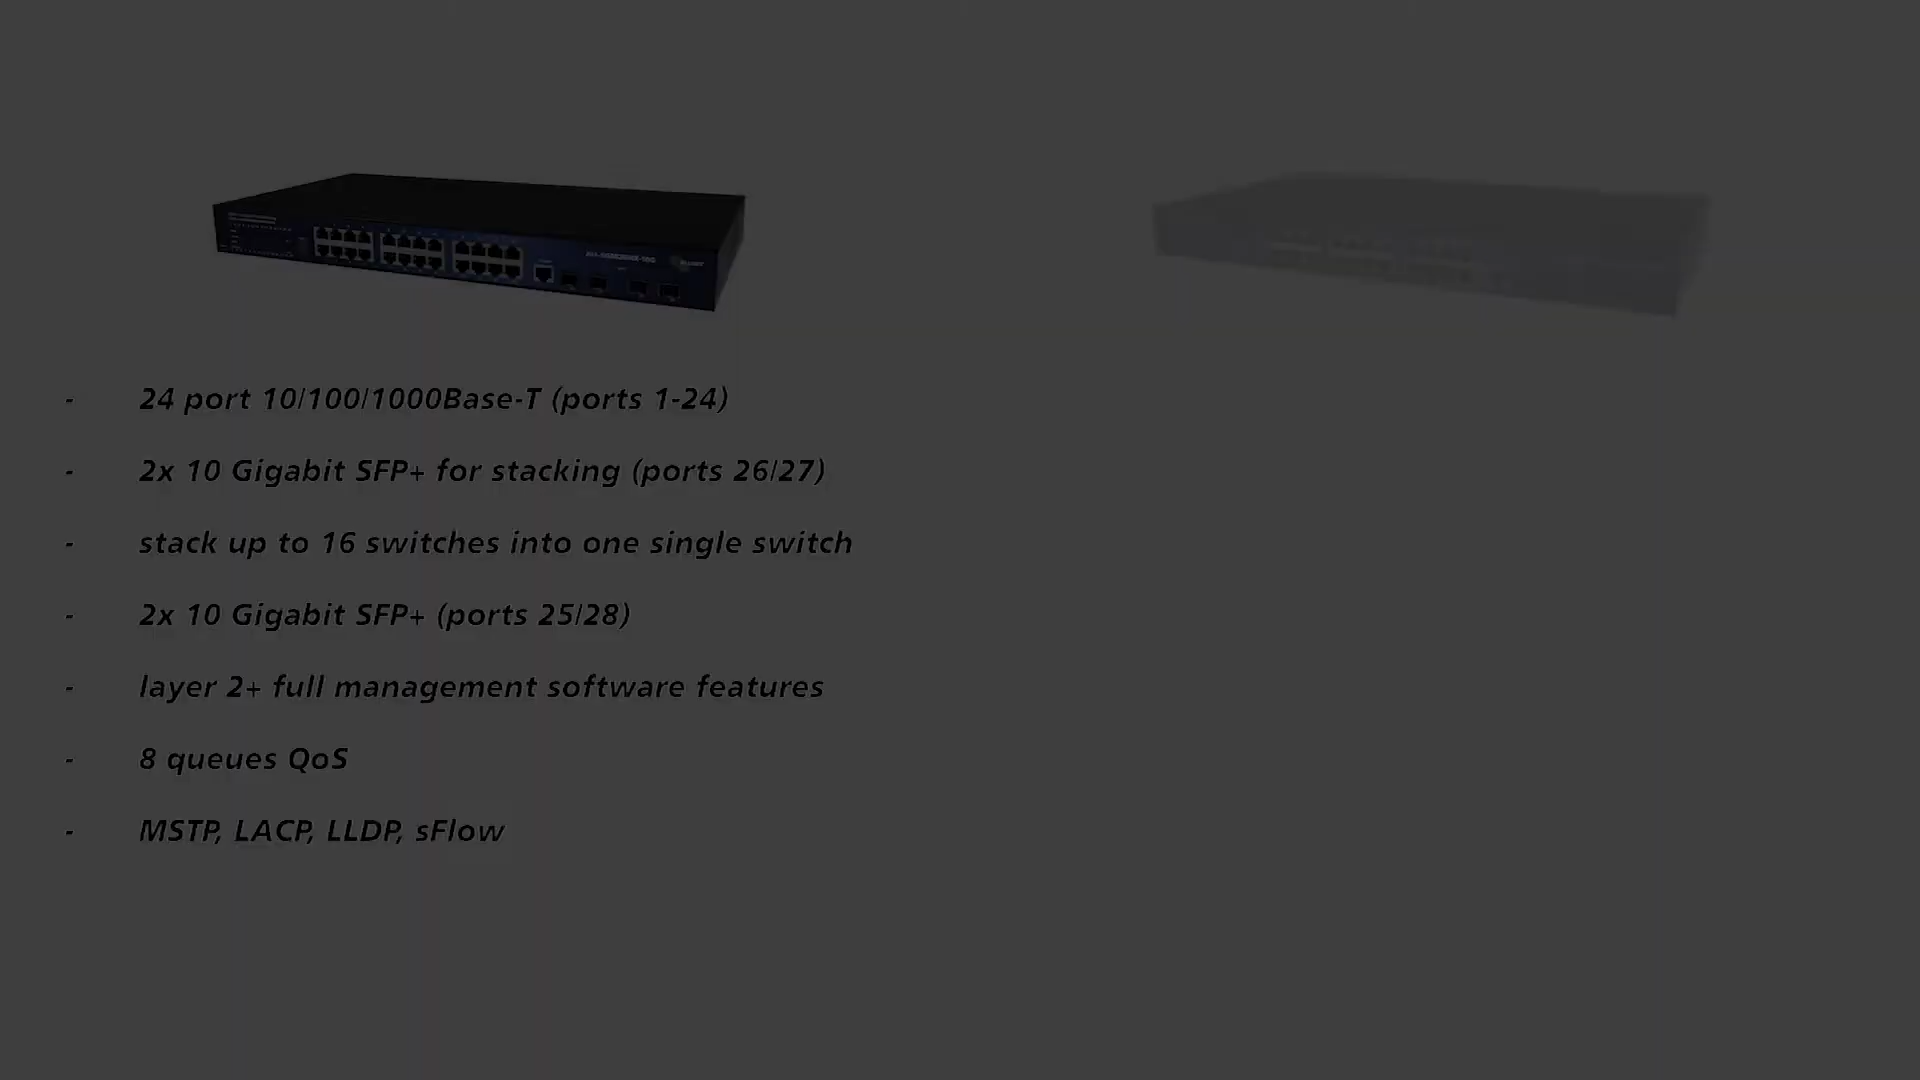 - 24 port 10/100/1000Base-T (ports 1-24)
- 2x 10 Gigabit SFP+ for stacking (ports 26/27)
- stack up to 16 switches into one single switch
- 2x 10 Gigabit SFP+ (ports 25/28)
- layer 2+ full management software features
- 8 queues QoS
- MSTP, LACP, LLDP, sFlow